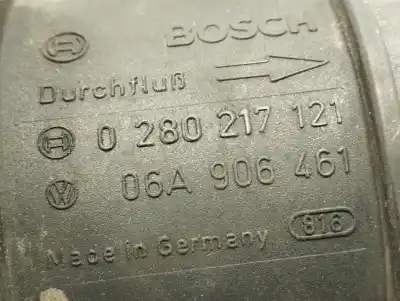 BOSCH
Durchfluß
0 280 217 121
06A 906 461
Made in Germany 816